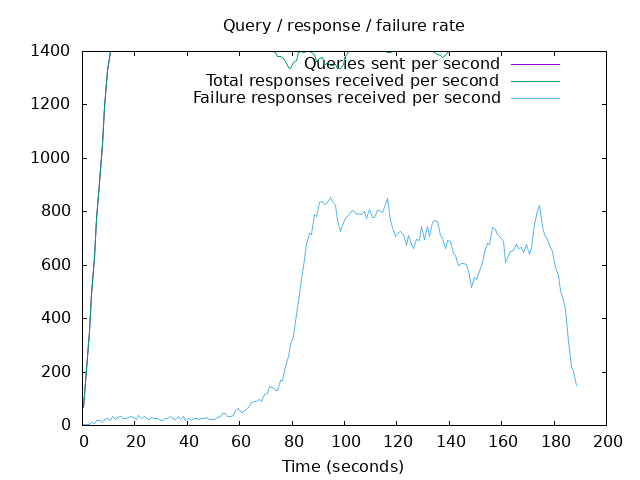 Query / response / failure rate
1400
1200
1000
800
600
400
200
0
Queries sent per second
Total responses received per second
Failure responses received per second
0 20 40 60 80 100 120 140 160 180 200
Time (seconds)